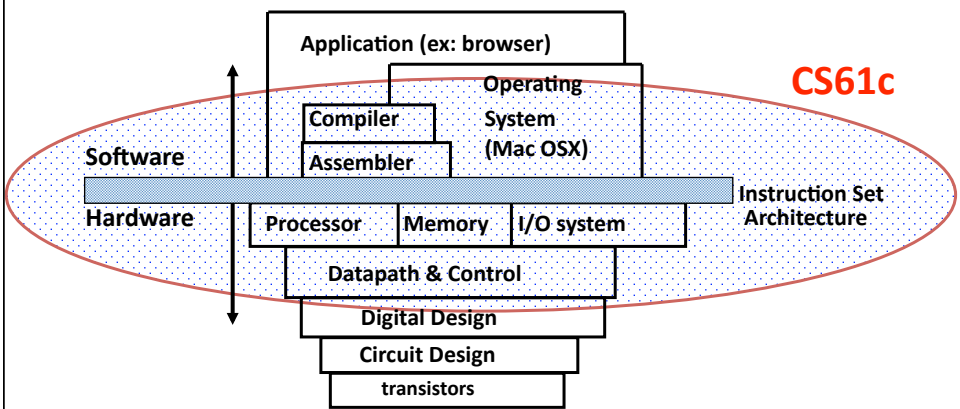 Application (ex: browser)
CS61c
Operating
Compiler
System
(Mac OSX)
Assembler
Software
Hardware
Instruction Set
Architecture
Processor
Memory
I/O system
Datapath & Control
Digital Design
Circuit Design
transistors